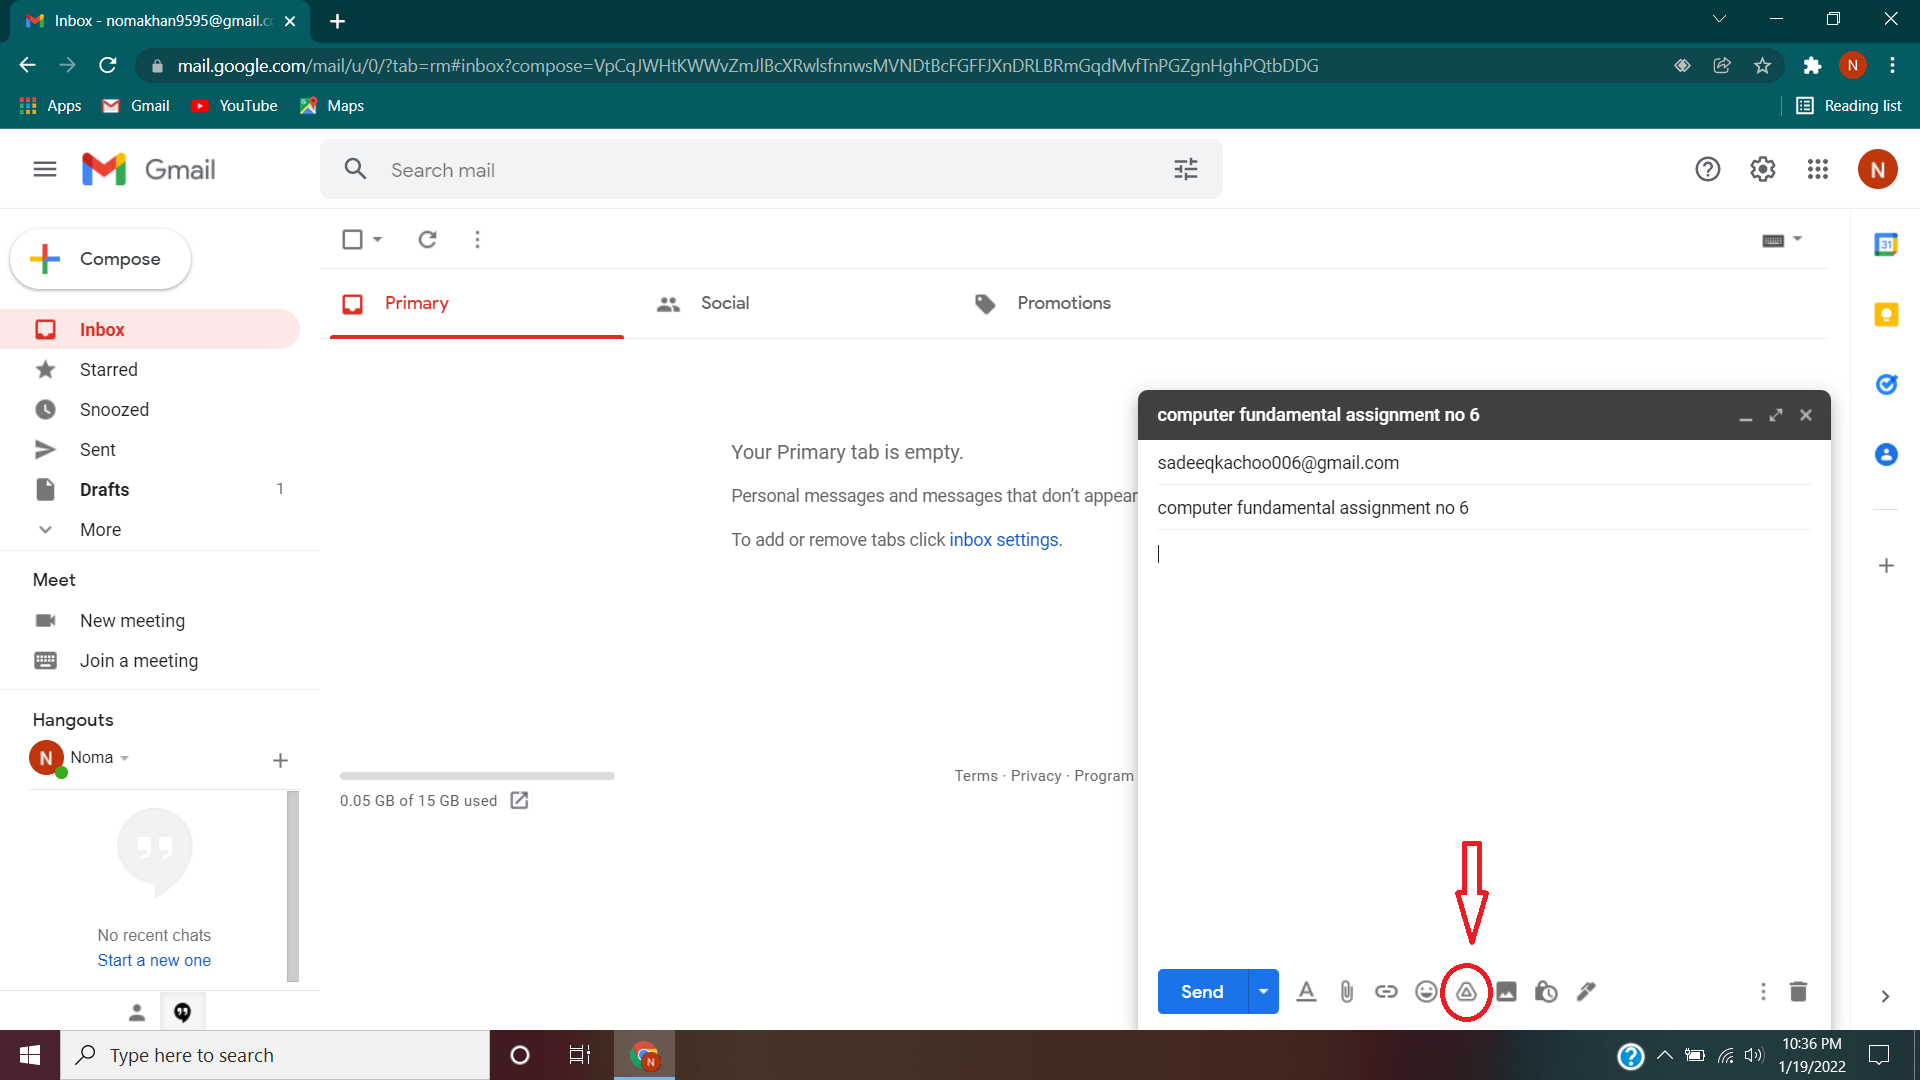 Inbox - nomakhan9595@gmail.c
mail.google.com/mail/u/0/?tab=rm#inbox?compose=VpCqJWHtKWWvZmJlBcXRwlsfnnwsMVNDtBcFGFFJXnDRLBRmGqdMvfTnPGZgnHghPQtbDDG
N
Apps Gmail YouTube Maps Reading list
Gmail Search mail N
Compose
31
Primary Social Promotions
Inbox
Starred
Snoozed
Sent
Drafts 1
More
Your Primary tab is empty.
Personal messages and messages that don't appear
To add or remove tabs click inbox settings.
computer fundamental assignment no 6
sadeeqkachoo006@gmail.com
computer fundamental assignment no 6
Meet
New meeting
Join a meeting
Hangouts
N Noma
No recent chats
Start a new one
Terms · Privacy · Program
0.05 GB of 15 GB used
Send
Type here to search
N
10:36 PM
1/19/2022